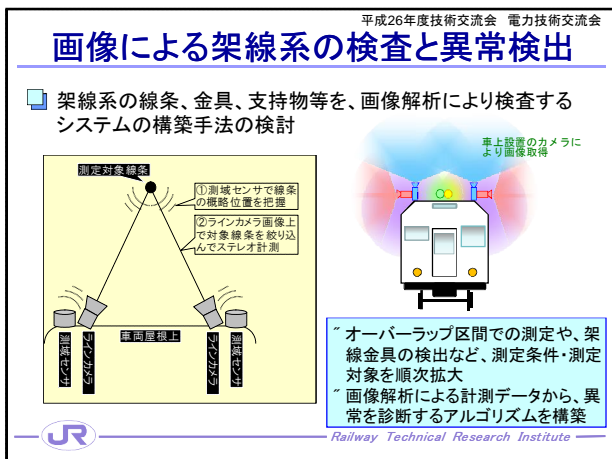 平成26年度技術交流会 電力技術交流会
画像による架線系の検査と異常検出
架線系の線条、金具、支持物等を、画像解析により検査する
システムの構築手法の検討
車上設置のカメラに
より画像取得
測定対象線条
①測域センサで線条
の概略位置を把握
②ラインカメラ画像上
で対象線条を絞り込
んでステレオ計測
車両屋根上
測域センサ
ラインカメラ
ラインカメラ
測域センサ
〃オーバーラップ区間での測定や、架
線金具の検出など、測定条件・測定
対象を順次拡大
〃画像解析による計測データから、異
常を診断するアルゴリズムを構築
JR
Railway Technical Research Institute